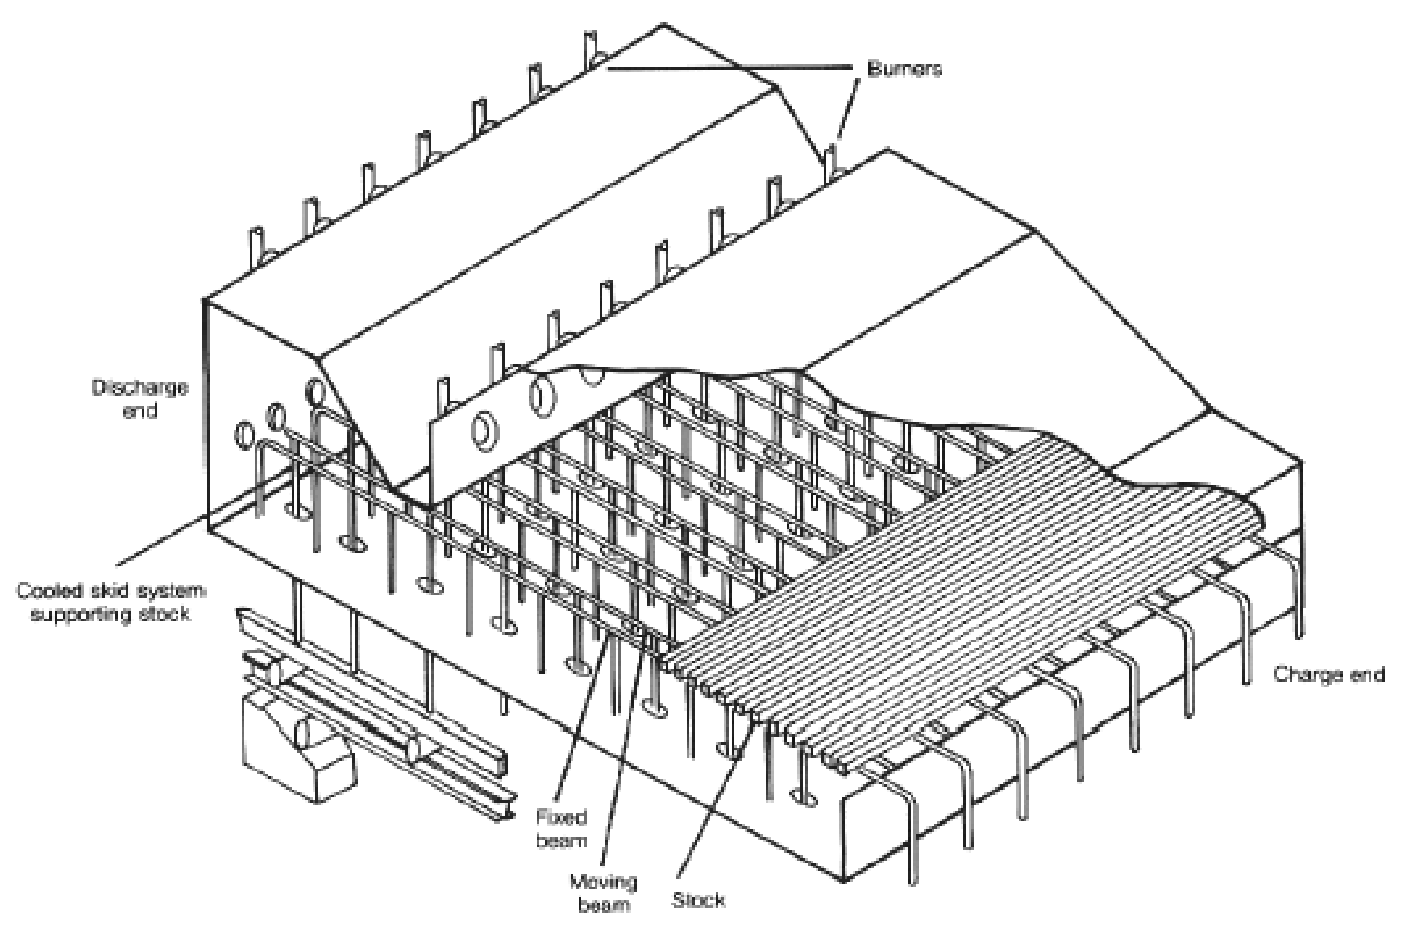 Burners
Discharge
end
Cooled skid system
supporting stock
Charge end
Fixed
beam
Moving
beam
Stock